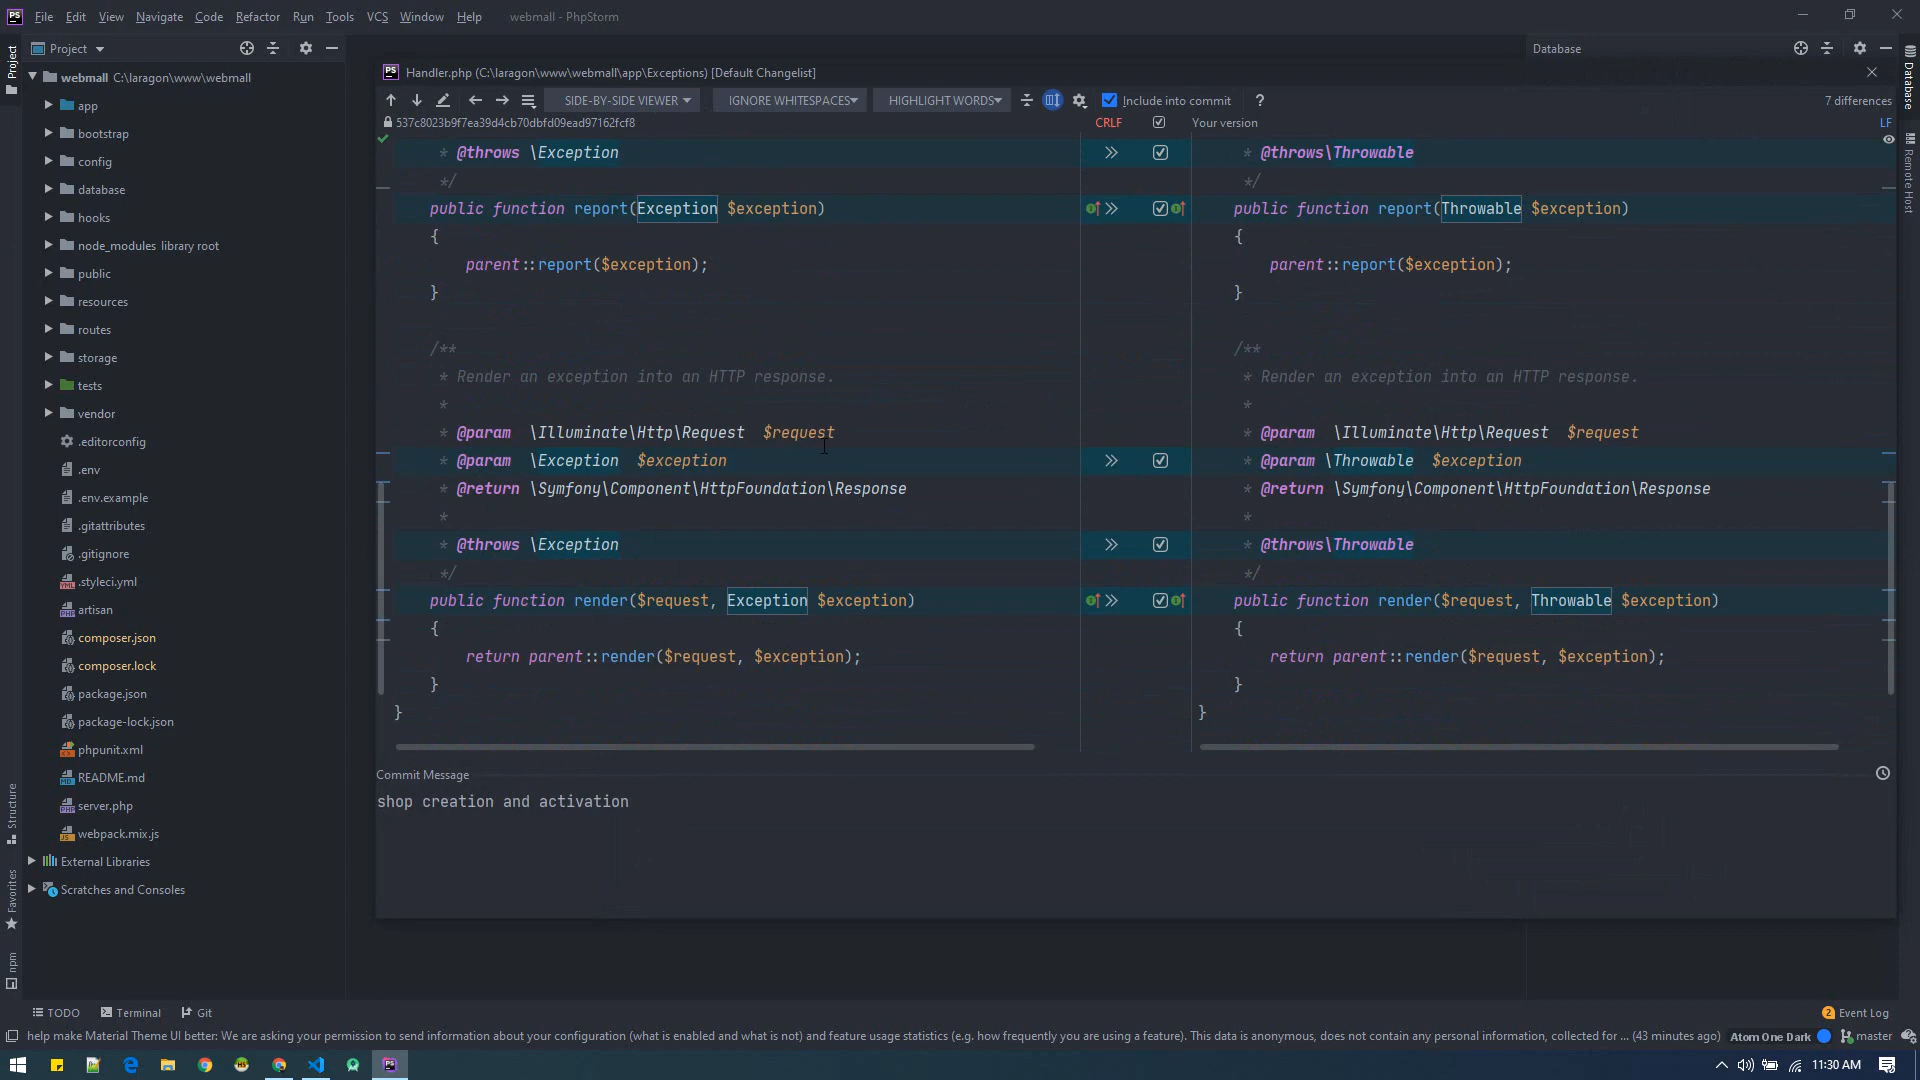 File Edit View Navigate Code Refactor Run Tools VCS Window Help webmall - PhpStorm
Project
Database
webmall C:\laragon\www\webmall
app
bootstrap
config
database
hooks
node_modules library root
public
resources
routes
storage
tests
vendor
.editorconfig
.env
.env.example
.gitattributes
.gitignore
.styleci.yml
artisan
composer.json
composer.lock
package.json
package-lock.json
phpunit.xml
README.md
server.php
webpack.mix.js
External Libraries
Scratches and Consoles
Project
Structure
Favorites
npm
Handler.php (C:\laragon\www\webmall\app\Exceptions) [Default Changelist]
SIDE-BY-SIDE VIEWER IGNORE WHITESPACES HIGHLIGHT WORDS Include into commit ? 7 differences
537c8023b9f7ea39d4cb70dbfd09ead97162fcf8 CRLF Your version LF
* @throws \Exception
*/
public function report(Exception $exception)
{
parent::report($exception);
}
/**
* Render an exception into an HTTP response.
*
* @param \Illuminate\Http\Request $request
* @param \Exception $exception
* @return \Symfony\Component\HttpFoundation\Response
*
* @throws \Exception
*/
public function render($request, Exception $exception)
{
return parent::render($request, $exception);
}
}
* @throws\Throwable
*/
public function report(Throwable $exception)
{
parent::report($exception);
}
/**
* Render an exception into an HTTP response.
*
* @param \Illuminate\Http\Request $request
* @param \Throwable $exception
* @return \Symfony\Component\HttpFoundation\Response
*
* @throws\Throwable
*/
public function render($request, Throwable $exception)
{
return parent::render($request, $exception);
}
}
Commit Message
shop creation and activation
Database
Remote Host
TODO Terminal Git
2 Event Log
help make Material Theme UI better: We are asking your permission to send information about your configuration (what is enabled and what is not) and feature usage statistics (e.g. how frequently you are using a feature). This data is anonymous, does not contain any personal information, collected for ... (43 minutes ago) Atom One Dark master
11:30 AM